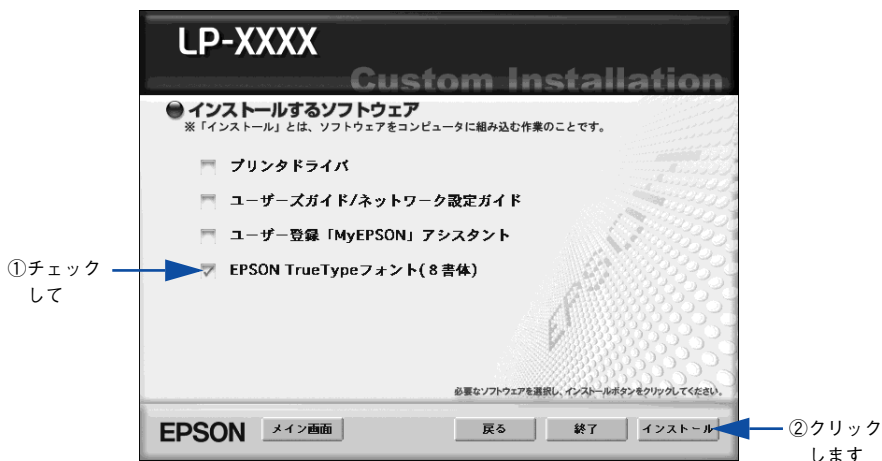 LP-XXXX
Custom Installation
インストールするソフトウェア
※「インストール」とは、ソフトウェアをコンピュータに組み込む作業のことです。
プリンタドライバ
ユーザーズガイド/ネットワーク設定ガイド
ユーザー登録「MyEPSON」アシスタント
EPSON TrueTypeフォント(8書体)
①チェック
して
EPSON
必要なソフトウェアを選択し、インストールボタンをクリックしてください。
EPSON
メイン画面
戻る
終了
インストール
②クリック
します